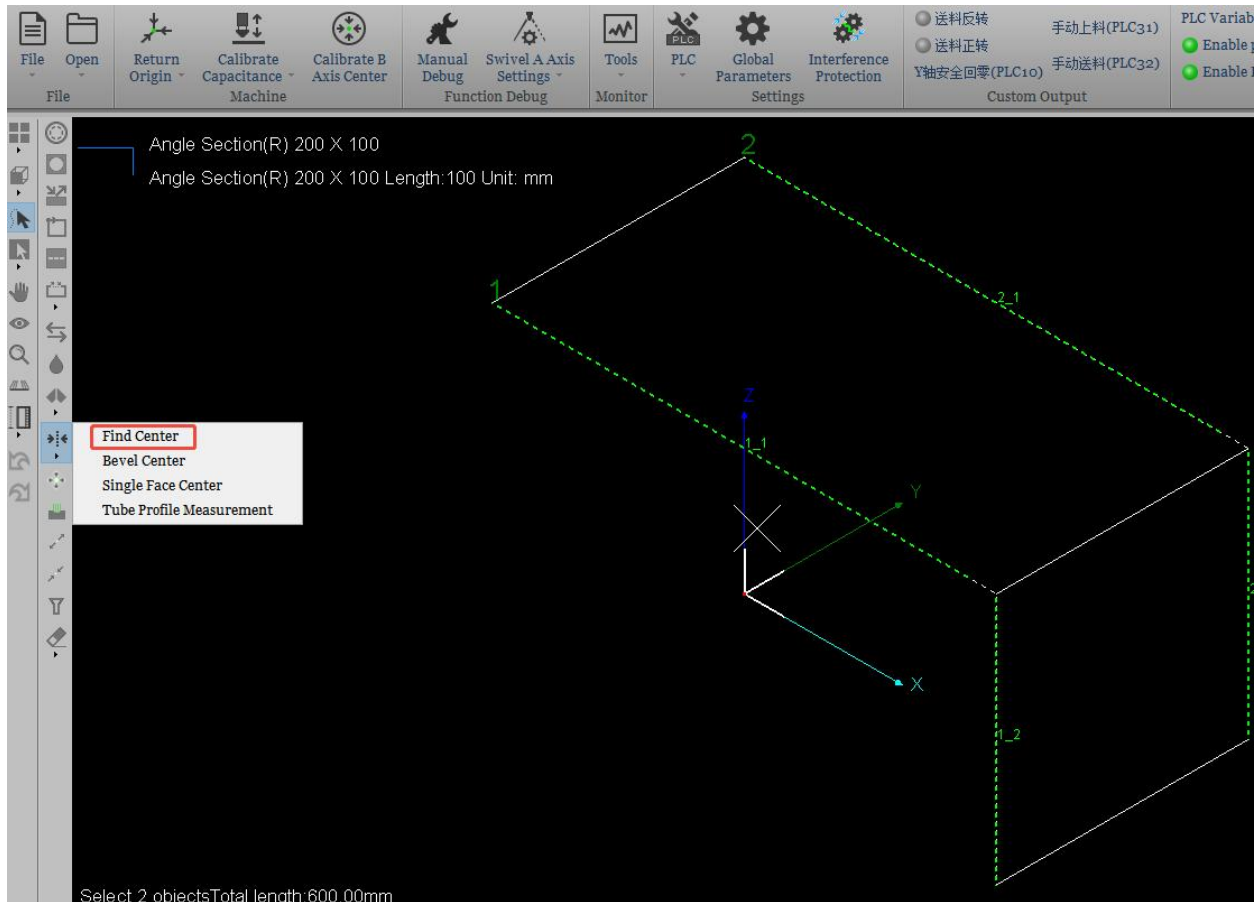 File
Open
Return Origin
Calibrate Capacitance
Calibrate B Axis Center
Manual Debug
Swivel A Axis Settings
Tools
PLC
PLC
Global Parameters
Interference Protection
送料反转
送料正转
Y轴安全回零(PLC10)
手动上料(PLC31)
手动送料(PLC32)
PLC Variab
Enable
Enable
File
Machine
Function Debug
Monitor
Settings
Custom Output
Angle Section(R) 200 X 100
Angle Section(R) 200 X 100 Length:100 Unit: mm
2
1
2_1
Z
1_1
Y
X
1_2
2
Find Center
Bevel Center
Single Face Center
Tube Profile Measurement
Select 2 objectsTotal length:600.00mm